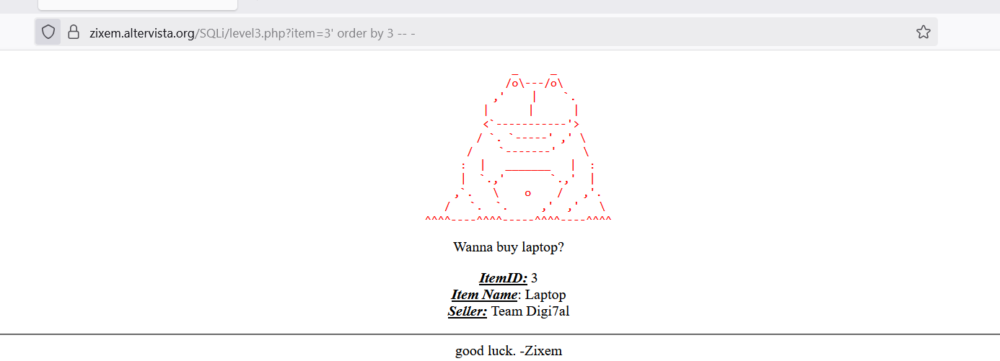 zixem.altervista.org/SQLi/level3.php?item=3' order by 3 -- -
         _     _
        /o\---/o\
      ,'    |    `.
     |      |      |
     <`-----------'>
    / `. `-----' ,' \
   /    `-------'    \
  :  |   _______   |  :
  |  `.,'       `.,'  |
 ,`.   \    o    /   ,'.
/   `.  `.     ,'  ,'   \
^^^^----^^^^-----^^^^----^^^^
Wanna buy laptop?
ItemID: 3
Item Name: Laptop
Seller: Team Digi7al
good luck. -Zixem